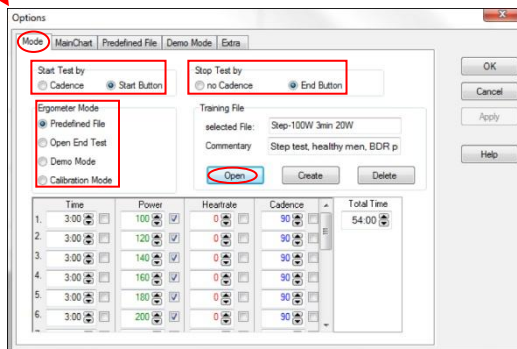 Options
Mode MainChart Predefined File Demo Mode Extra
Start Test by
Cadence Start Button
Stop Test by
no Cadence End Button
OK
Cancel
Apply
Help
Ergometer Mode
Predefined File
Open End Test
Demo Mode
Calibration Mode
Training File
selected File: Step-100W 3min 20W
Commentary Step test, healthy men, BDR p
Open Create Delete
Time Power Heartrate Cadence Total Time
1. 3:00 100 0 90 54:00
2. 3:00 120 0 90
3. 3:00 140 0 90
4. 3:00 160 0 90
5. 3:00 180 0 90
6. 3:00 200 0 90